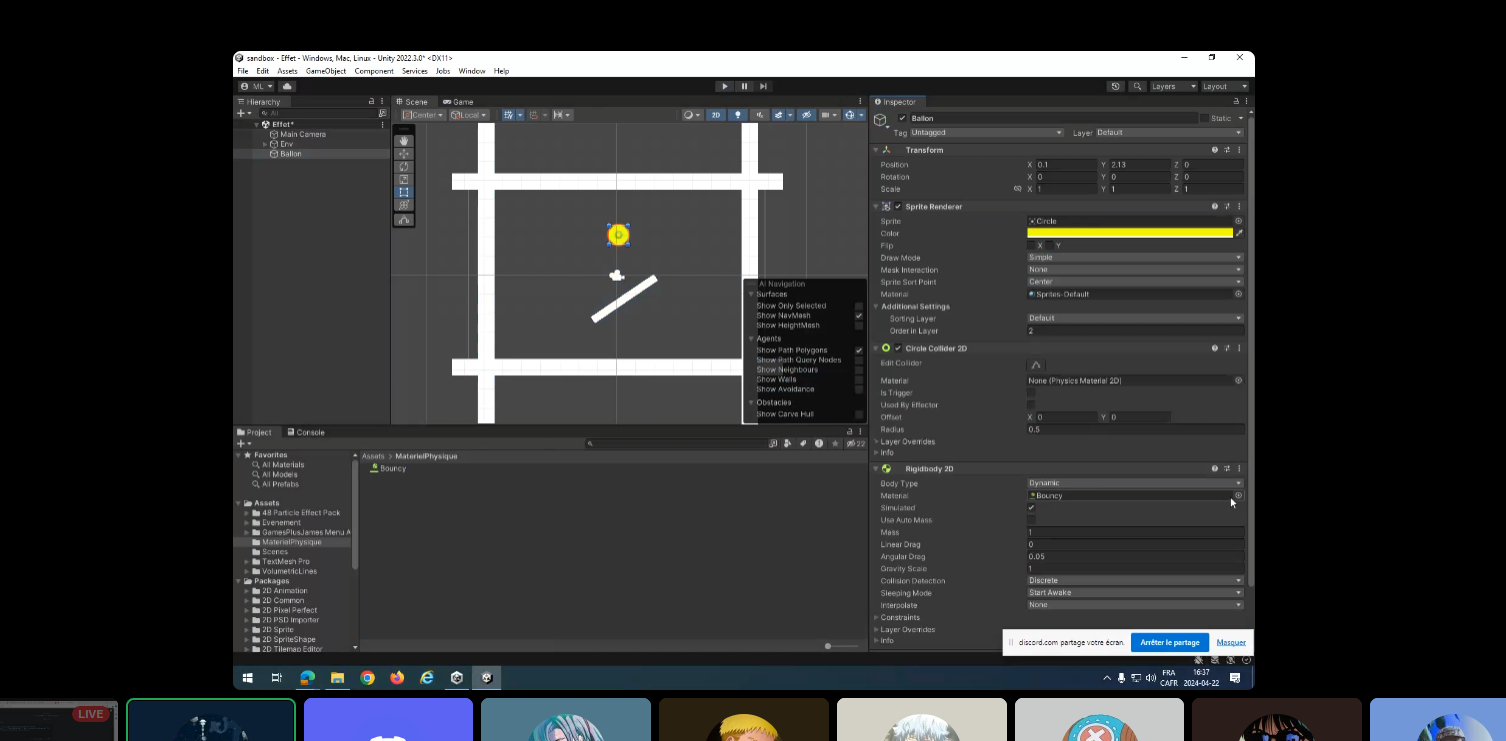 sandbox - Effet - Windows, Mac, Linux - Unity 2022.3.0* <DX11>
File Edit Assets GameObject Component Services Jobs Window Help
ML Layers Layout
Hierarchy Scene Game Inspector
All Center Local 2D
Effet*
Main Camera
Env
Ballon
Ballon Static
Tag Untagged Layer Default
Transform
Position X 0.1 Y 2.13 Z 0
Rotation X 0 Y 0 Z 0
Scale X 1 Y 1 Z 1
Sprite Renderer
Sprite Circle
Color
Flip X Y
Draw Mode Simple
Mask Interaction None
Sprite Sort Point Center
Material Sprites-Default
Additional Settings
Sorting Layer Default
Order in Layer 2
Circle Collider 2D
Edit Collider
Material None (Physics Material 2D)
Is Trigger
Used By Effector
Offset X 0 Y 0
Radius 0.5
Layer Overrides
Info
Rigidbody 2D
Body Type Dynamic
Material Bouncy
Simulated
Use Auto Mass
Mass 1
Linear Drag 0
Angular Drag 0.05
Gravity Scale 1
Collision Detection Discrete
Sleeping Mode Start Awake
Interpolate None
Constraints
Layer Overrides
Info
AI Navigation
Surfaces
Show Only Selected
Show NavMesh
Show HeightMesh
Agents
Show Path Polygons
Show Path Query Nodes
Show Neighbours
Show Walls
Show Avoidance
Obstacles
Show Carve Hull
Project Console
22
Favorites
All Materials
All Models
All Prefabs
Assets
48 Particle Effect Pack
Evenement
GamesPlusJames Menu A
MaterielPhysique
Scenes
TextMesh Pro
VolumetricLines
Packages
2D Animation
2D Common
2D Pixel Perfect
2D PSD Importer
2D Sprite
2D SpriteShape
2D Tilemap Editor
Assets > MaterielPhysique
Bouncy
discord.com partage votre écran. Arrêter le partage Masquer
FRA 16:37
CAFR 2024-04-22
LIVE